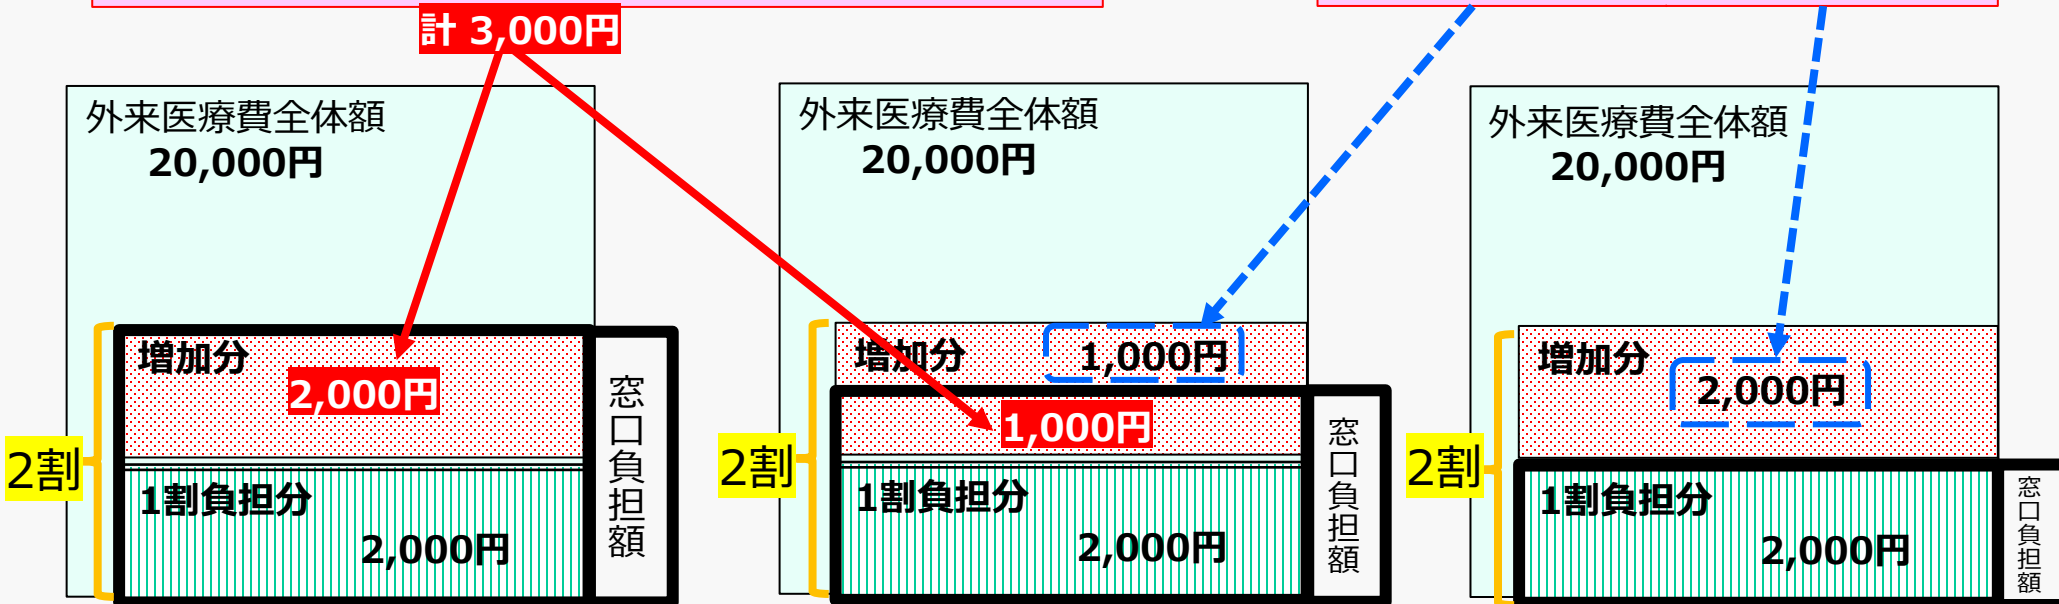 計 3,000円
外来医療費全体額
20,000円
増加分
2,000円
2割
1割負担分
2,000円
窓口負担額
外来医療費全体額
20,000円
増加分 1,000円
1,000円
2割
1割負担分
2,000円
窓口負担額
外来医療費全体額
20,000円
増加分
2,000円
2割
1割負担分
2,000円
窓口負担額